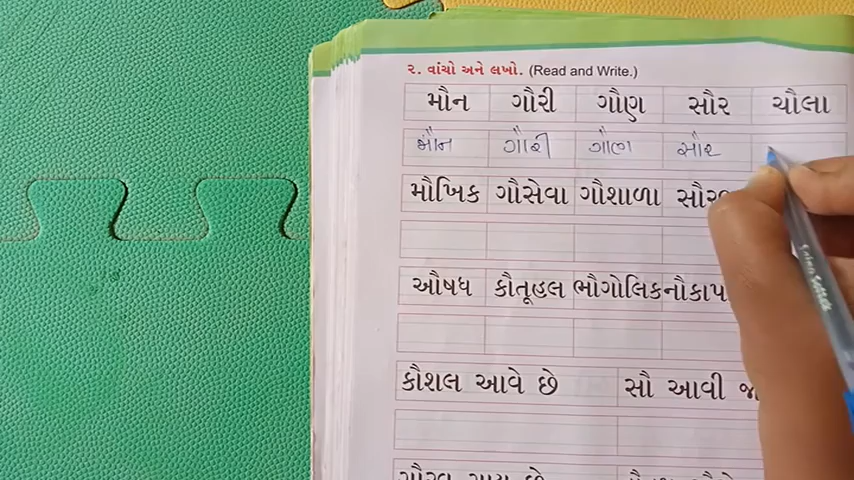 ૨. વાંચો અને લખો. (Read and Write.)
મૌન ગૌરી ગૌણ સૌર ચૌલા
મૌન ગૌરી ગૌણ સૌર
મૌખિક ગૌસેવા ગૌશાળા
ઔષધ કૌતૂહલ ભૌગોલિક
કૌશલ આવે છે સૌ આવી